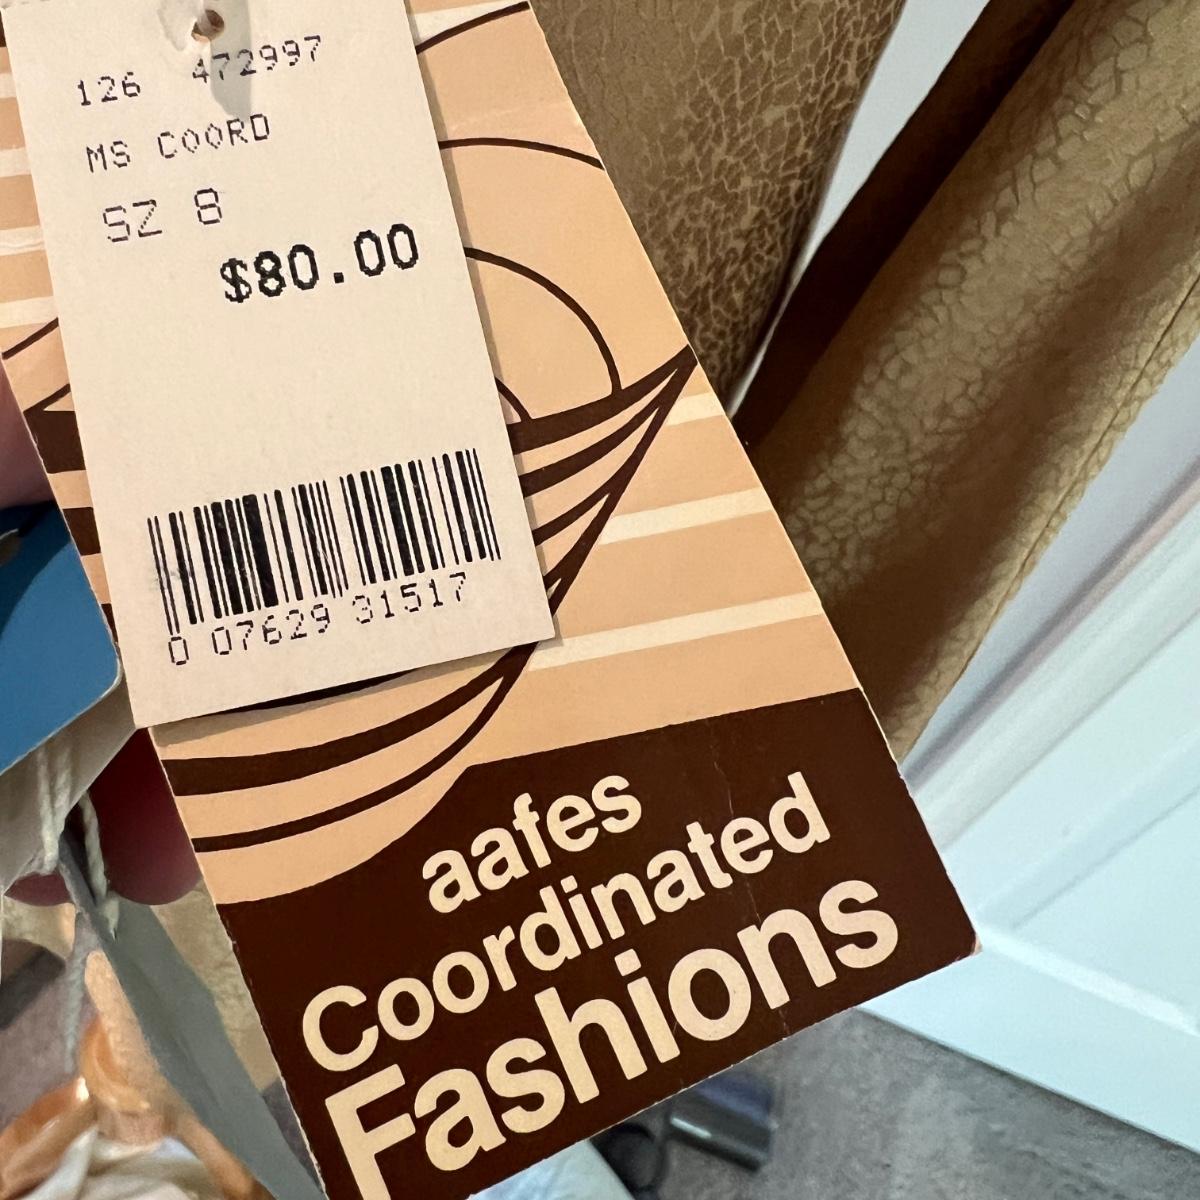 126 472997
MS COORD
SZ 8
$80.00
0 07629 31517
aafes
Coordinated
Fashions